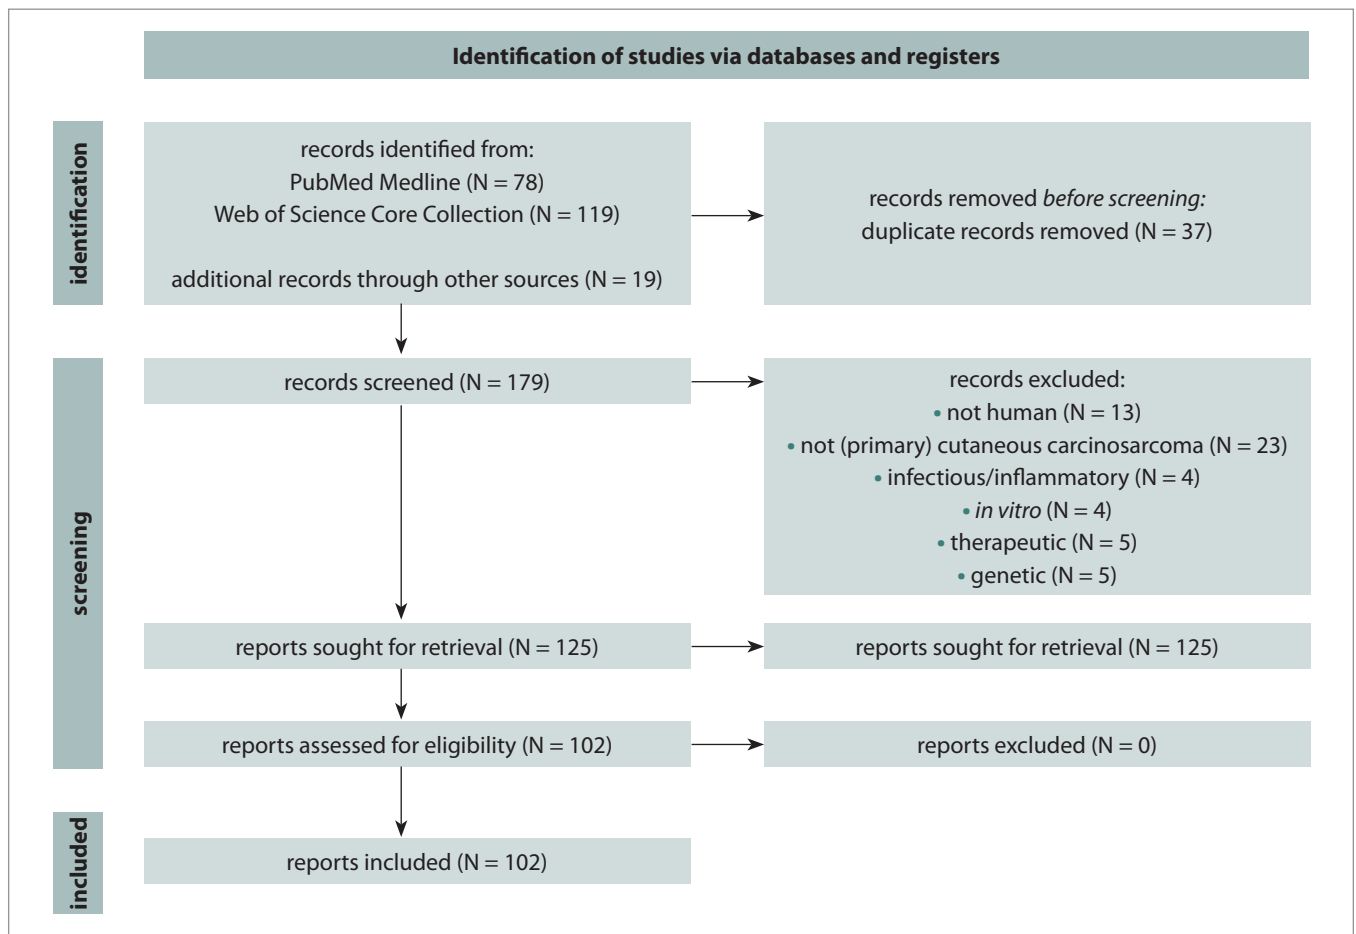 Identification of studies via databases and registers
identification
records identified from:
PubMed Medline (N = 78)
Web of Science Core Collection (N = 119)
additional records through other sources (N = 19)
records removed before screening:
duplicate records removed (N = 37)
screening
records screened (N = 179)
records excluded:
• not human (N = 13)
• not (primary) cutaneous carcinosarcoma (N = 23)
• infectious/inflammatory (N = 4)
• in vitro (N = 4)
• therapeutic (N = 5)
• genetic (N = 5)
reports sought for retrieval (N = 125)
reports sought for retrieval (N = 125)
reports assessed for eligibility (N = 102)
reports excluded (N = 0)
included
reports included (N = 102)